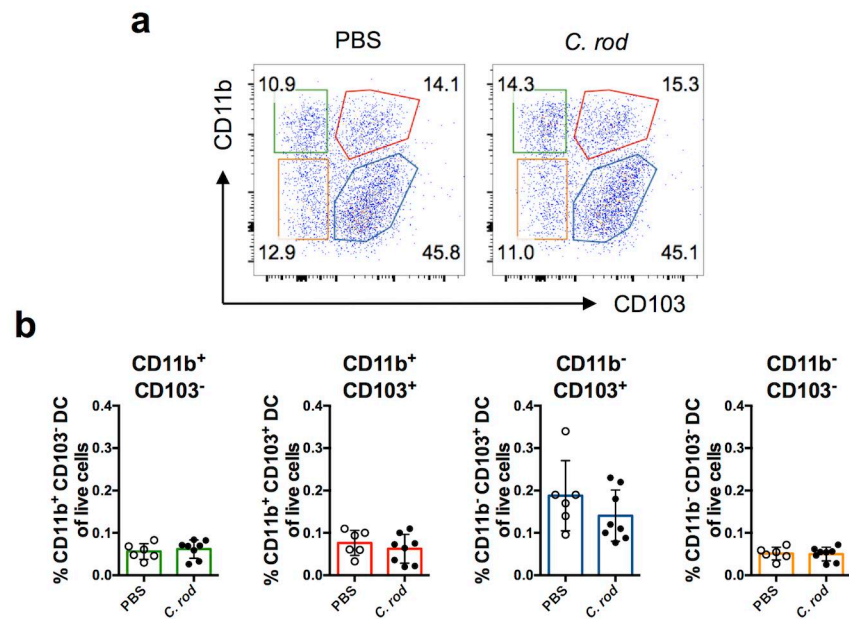 a
PBS
C. rod
10.9
14.1
12.9
45.8
14.3
15.3
11.0
45.1
CD11b
CD103
b
CD11b⁺
CD103⁻
% CD11b⁺ CD103⁻ DC
of live cells
0.4
0.3
0.2
0.1
0.0
PBS
C. rod
CD11b⁺
CD103⁺
% CD11b⁺ CD103⁺ DC
of live cells
0.4
0.3
0.2
0.1
0.0
PBS
C. rod
CD11b⁻
CD103⁺
% CD11b⁻ CD103⁺ DC
of live cells
0.4
0.3
0.2
0.1
0.0
PBS
C. rod
CD11b⁻
CD103⁻
% CD11b⁻ CD103⁻ DC
of live cells
0.4
0.3
0.2
0.1
0.0
PBS
C. rod